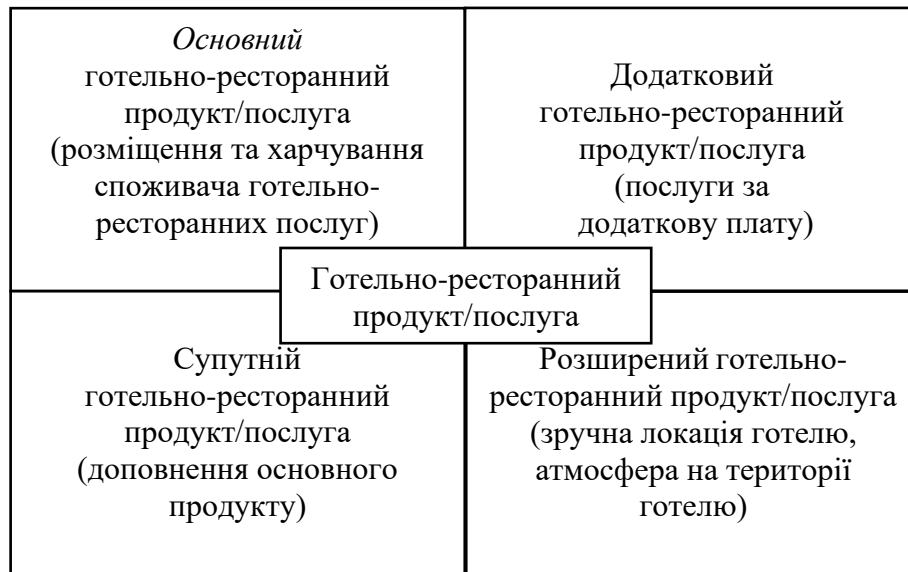 Основний
готельно-ресторанний
продукт/послуга
(розміщення та харчування
споживача готельно-
ресторанних послуг)
Додатковий
готельно-ресторанний
продукт/послуга
(послуги за
додаткову плату)
Готельно-ресторанний
продукт/послуга
Супутній
готельно-ресторанний
продукт/послуга
(доповнення основного
продукту)
Розширений готельно-
ресторанний продукт/послуга
(зручна локація готелю,
атмосфера на території
готелю)